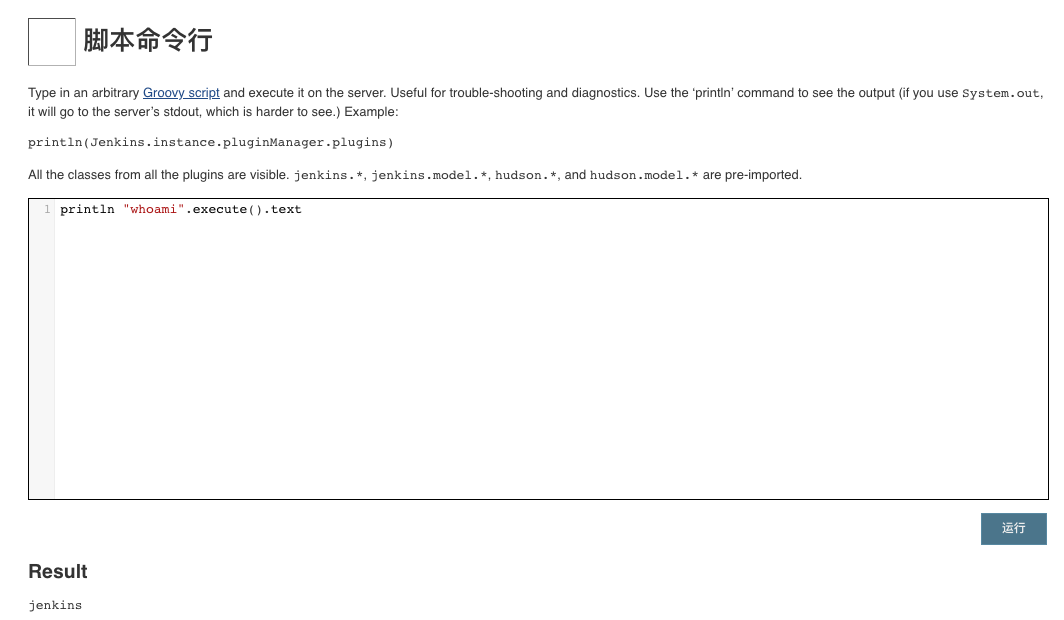 脚本命令行
Type in an arbitrary Groovy script and execute it on the server. Useful for trouble-shooting and diagnostics. Use the ‘println’ command to see the output (if you use System.out,
it will go to the server’s stdout, which is harder to see.) Example:
println(Jenkins.instance.pluginManager.plugins)
All the classes from all the plugins are visible. jenkins.*, jenkins.model.*, hudson.*, and hudson.model.* are pre-imported.
1 println "whoami".execute().text
运行
Result
jenkins